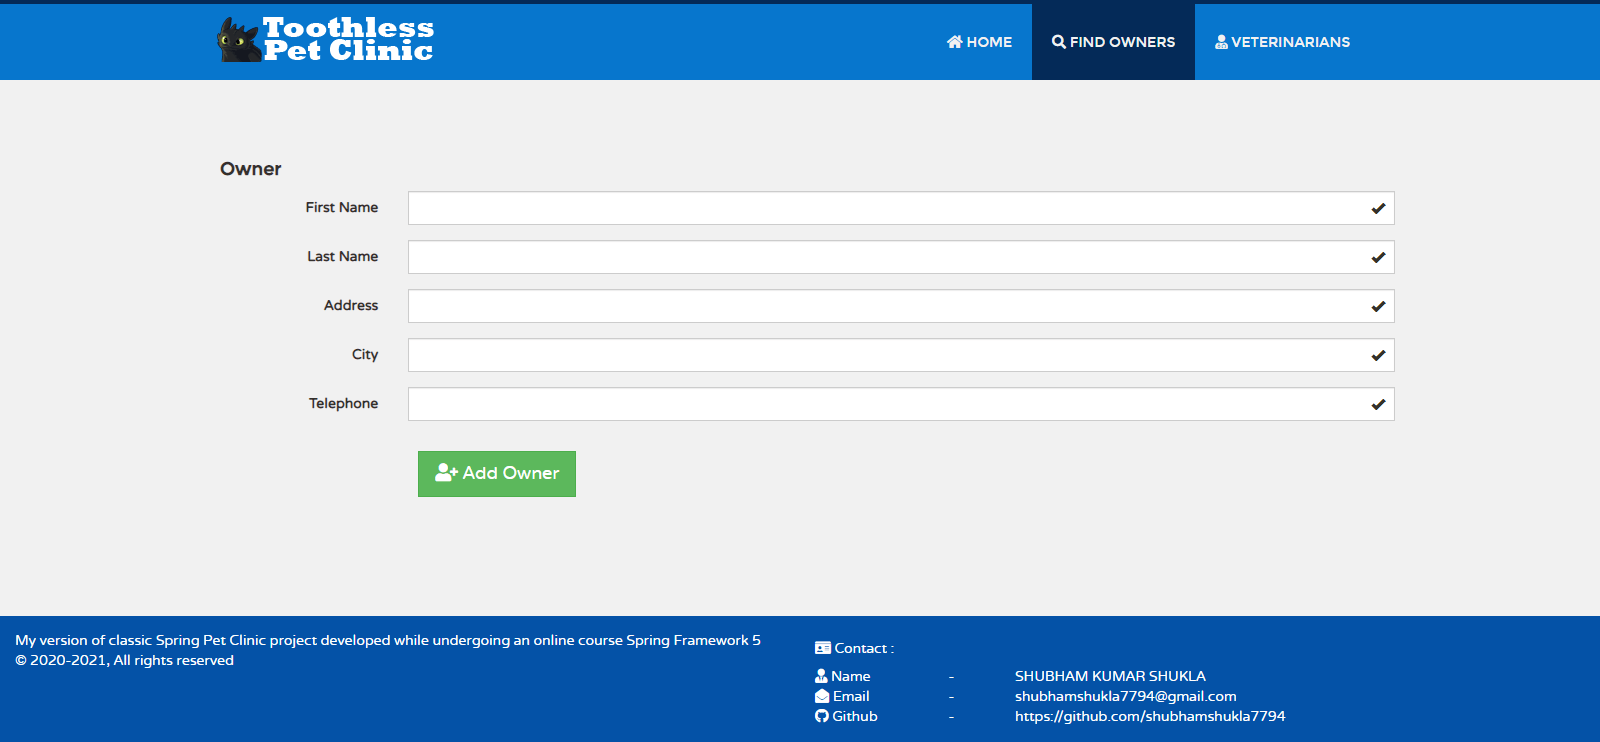 Toothless
Pet Clinic
HOME
FIND OWNERS
VETERINARIANS
Owner
First Name
Last Name
Address
City
Telephone
Add Owner
My version of classic Spring Pet Clinic project developed while undergoing an online course Spring Framework 5
© 2020-2021, All rights reserved
Contact :
Name - SHUBHAM KUMAR SHUKLA
Email - shubhamshukla7794@gmail.com
Github - https://github.com/shubhamshukla7794